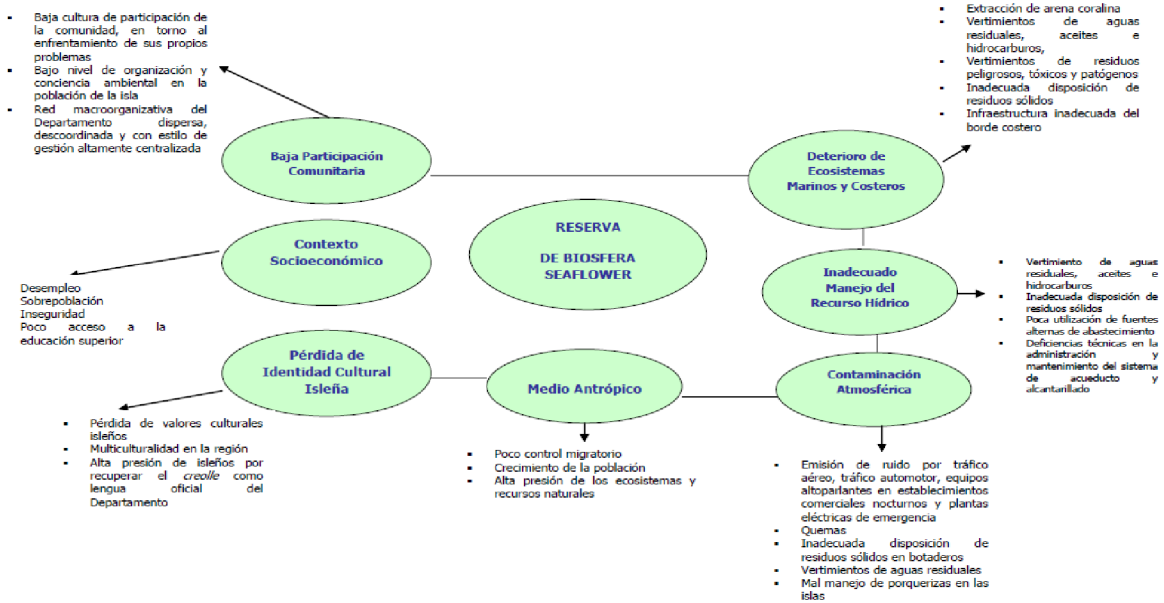 ▪ Baja cultura de participación de
la comunidad, en torno al
enfrentamiento de sus propios
problemas
▪ Bajo nivel de organización y
conciencia ambiental en la
población de la isla
▪ Red macroorganizativa del
Departamento dispersa,
descoordinada y con estilo de
gestión altamente centralizada
▪ Extracción de arena coralina
▪ Vertimientos de aguas
residuales, aceites e
hidrocarburos,
▪ Vertimientos de residuos
peligrosos, tóxicos y patógenos
▪ Inadecuada disposición de
residuos sólidos
▪ Infraestructura inadecuada del
borde costero
Baja Participación
Comunitaria
Deterioro de
Ecosistemas
Marinos y Costeros
Contexto
Socioeconómico
RESERVA
DE BIOSFERA
SEAFLOWER
Inadecuado
Manejo del
Recurso Hídrico
▪ Vertimiento de aguas
residuales, aceites e
hidrocarburos
▪ Inadecuada disposición de
residuos sólidos
▪ Poca utilización de fuentes
alternas de abastecimiento
▪ Deficiencias técnicas en la
administración y
mantenimiento del sistema
de acueducto y
alcantarillado
Desempleo
Sobrepoblación
Inseguridad
Poco acceso a la
educación superior
Pérdida de
Identidad Cultural
Isleña
Medio Antrópico
Contaminación
Atmosférica
▪ Pérdida de valores culturales
isleños
▪ Multiculturalidad en la región
▪ Alta presión de isleños por
recuperar el creolle como
lengua oficial del
Departamento
▪ Poco control migratorio
▪ Crecimiento de la población
▪ Alta presión de los ecosistemas y
recursos naturales
▪ Emisión de ruido por tráfico
aéreo, tráfico automotor, equipos
altoparlantes en establecimientos
comerciales nocturnos y plantas
eléctricas de emergencia
▪ Quemas
▪ Inadecuada disposición de
residuos sólidos en botaderos
▪ Vertimientos de aguas residuales
▪ Mal manejo de porquerizas en las
islas